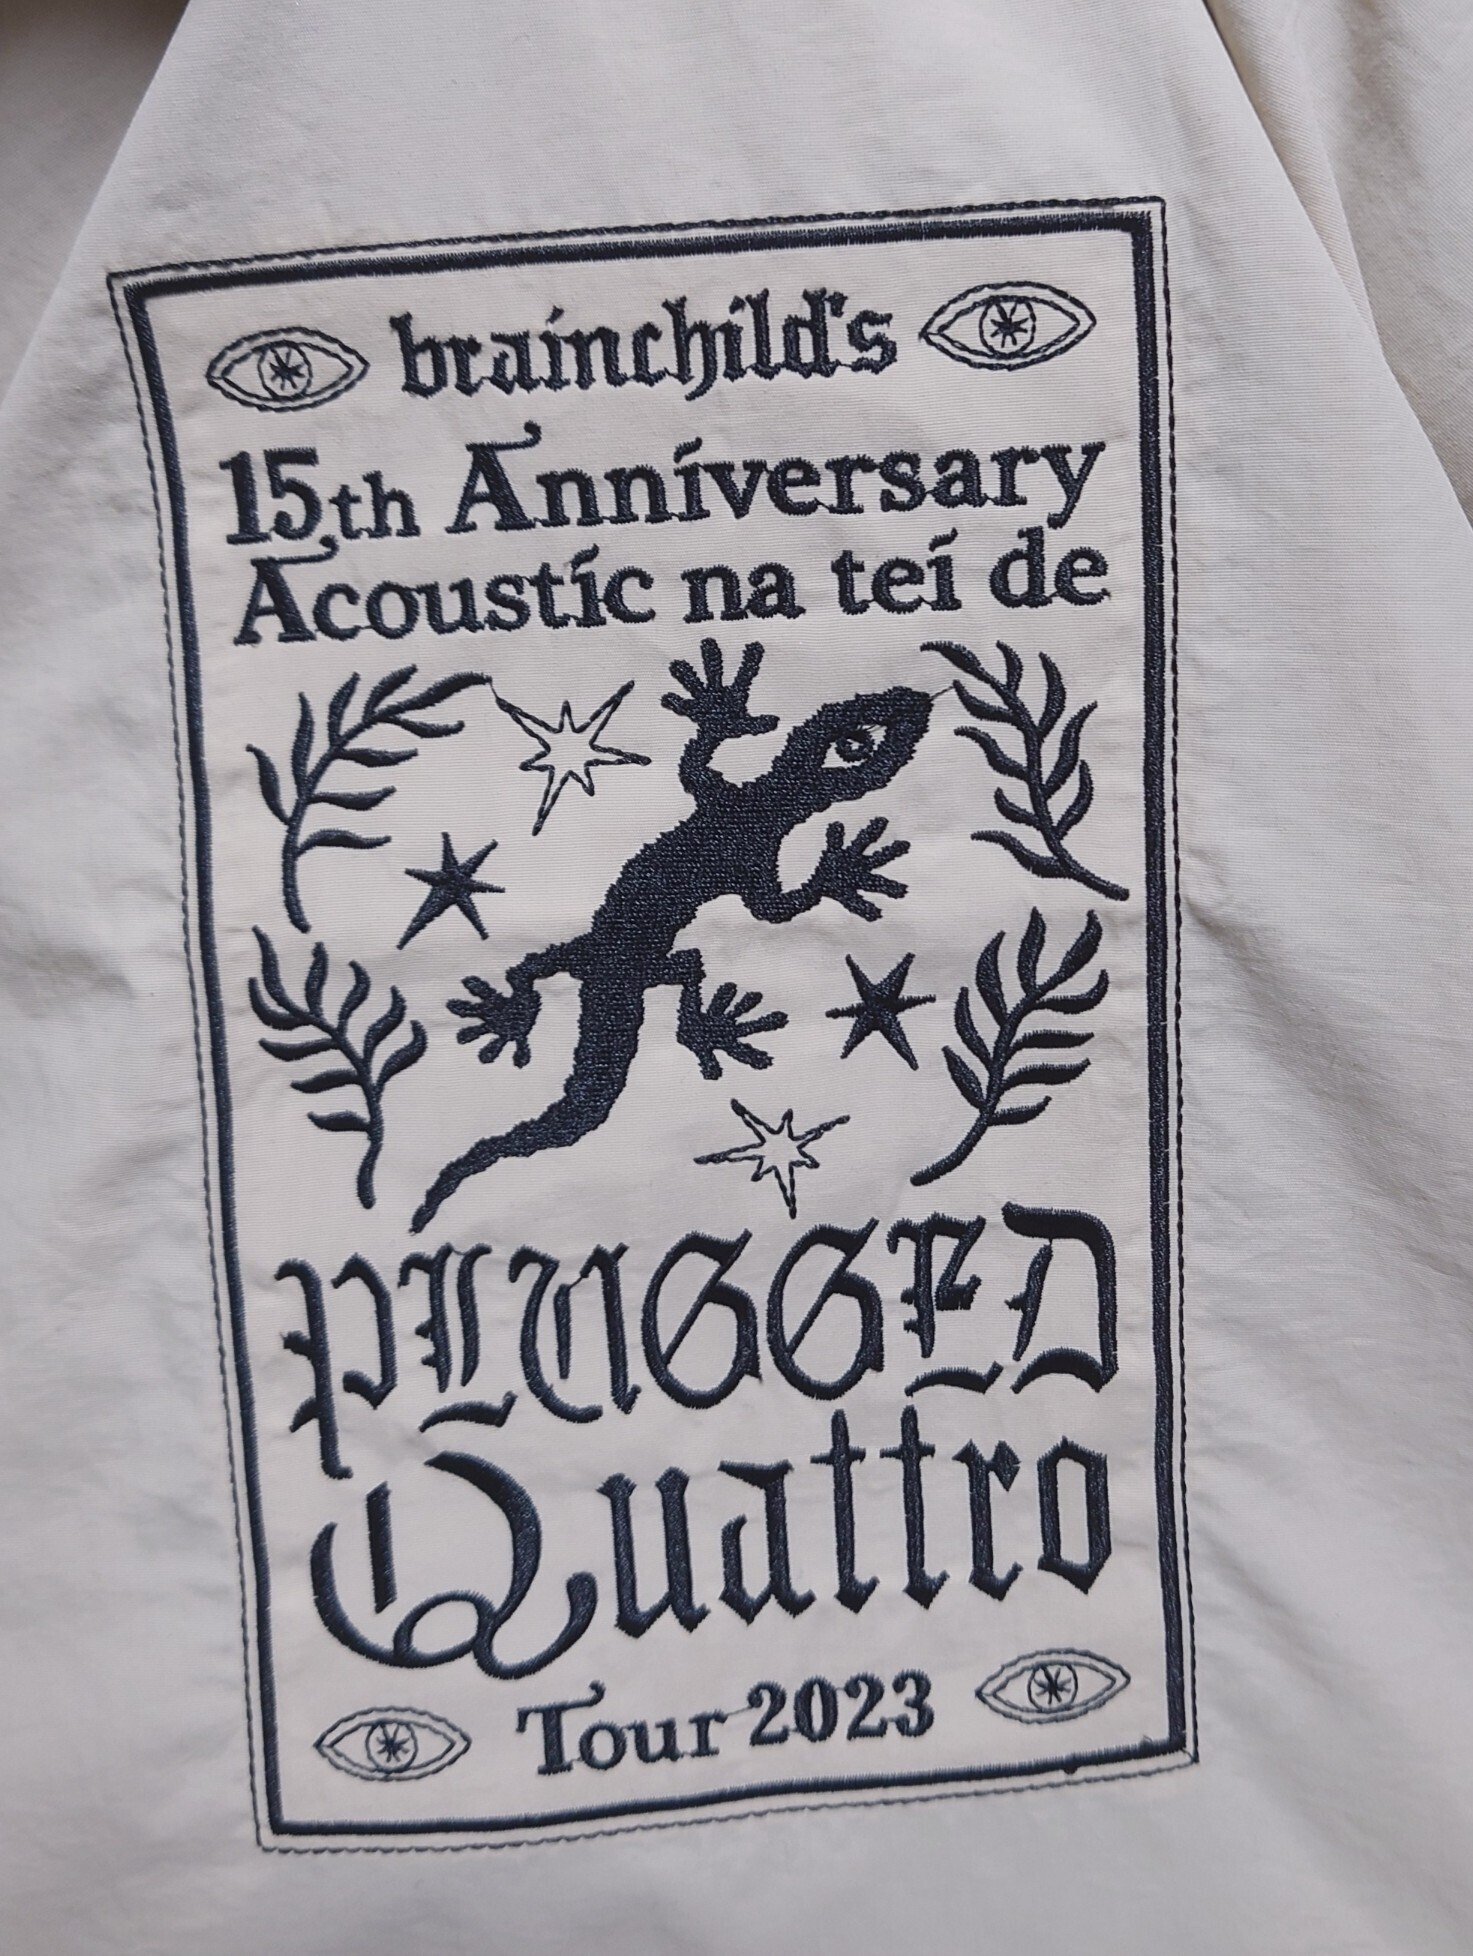 brainchild's
15th Anniversary
Acoustic na tei de
PLUGGED
Quattro
Tour 2023